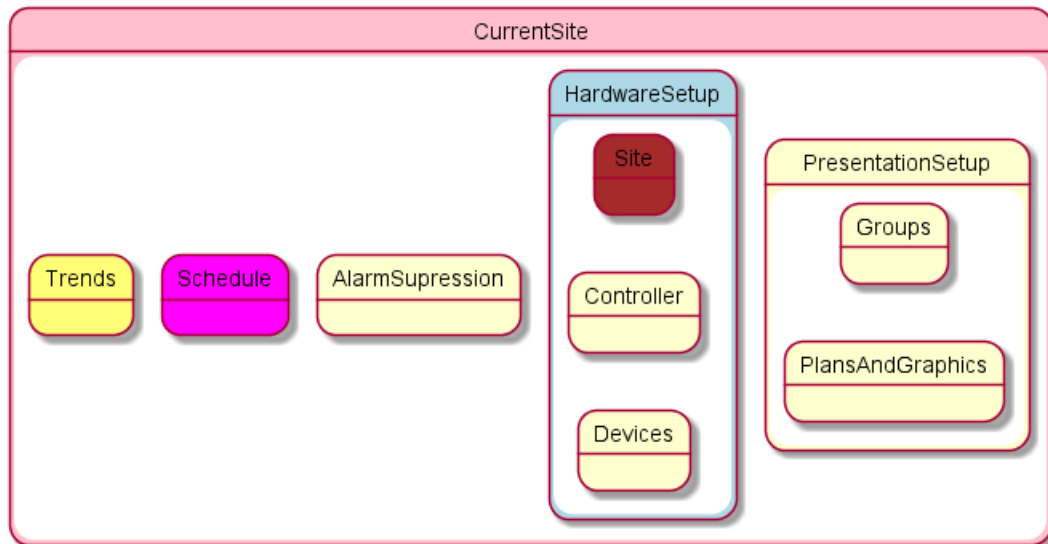 CurrentSite
HardwareSetup
Site
Controller
Devices
PresentationSetup
Groups
PlansAndGraphics
Trends
Schedule
AlarmSupression